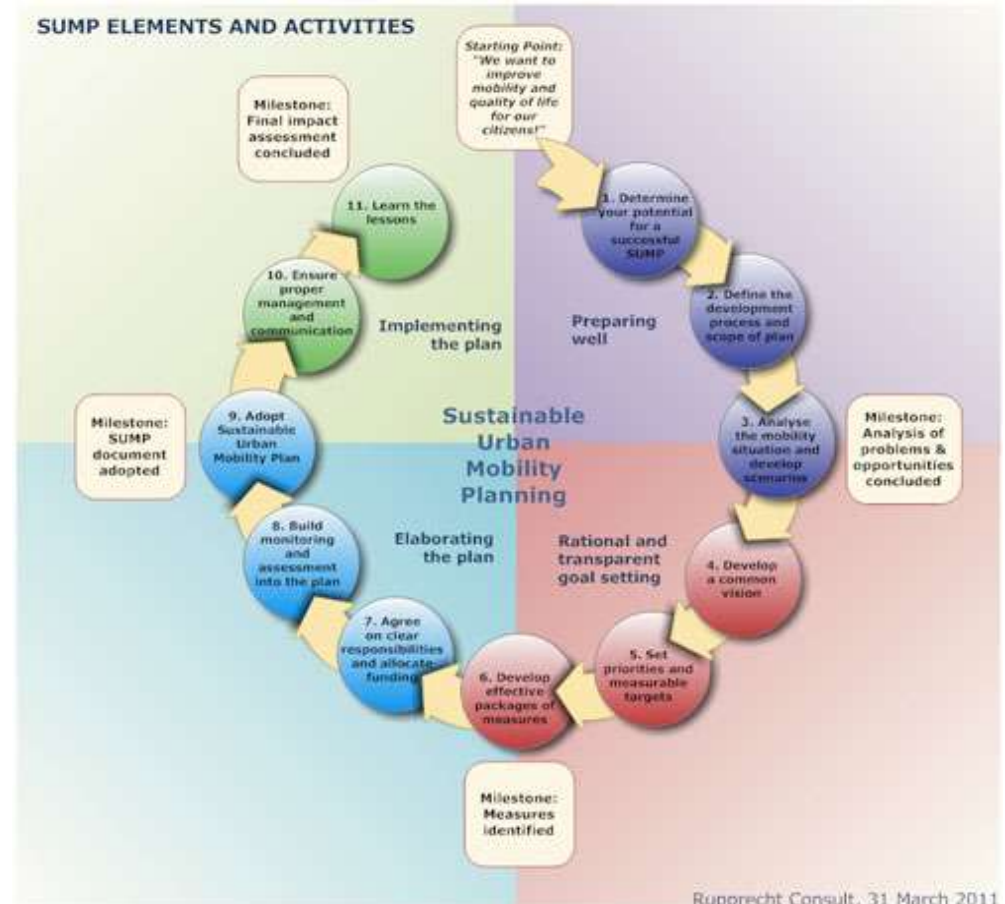 SUMP ELEMENTS AND ACTIVITIES
Starting Point:
"We want to
improve
mobility and
quality of life
for our
citizens!"
Milestone:
Final impact
assessment
concluded
1. Determine
your potential
for a
successful
SUMP
2. Define the
development
process and
scope of plan
3. Analyse
the mobility
situation and
develop
scenarios
Milestone:
Analysis of
problems &
opportunities
concluded
4. Develop
a common
vision
5. Set
priorities and
measurable
targets
6. Develop
effective
packages of
measures
Milestone:
Measures
identified
7. Agree
on clear
responsibilities
and allocate
funding
8. Build
monitoring
and
assessment
into the plan
9. Adopt
Sustainable
Urban
Mobility Plan
Milestone:
SUMP
document
adopted
10. Ensure
proper
management
and
communication
11. Learn the
lessons
Implementing
the plan
Preparing
well
Sustainable
Urban
Mobility
Planning
Elaborating
the plan
Rational and
transparent
goal setting
Rupprecht Consult, 31 March 2011